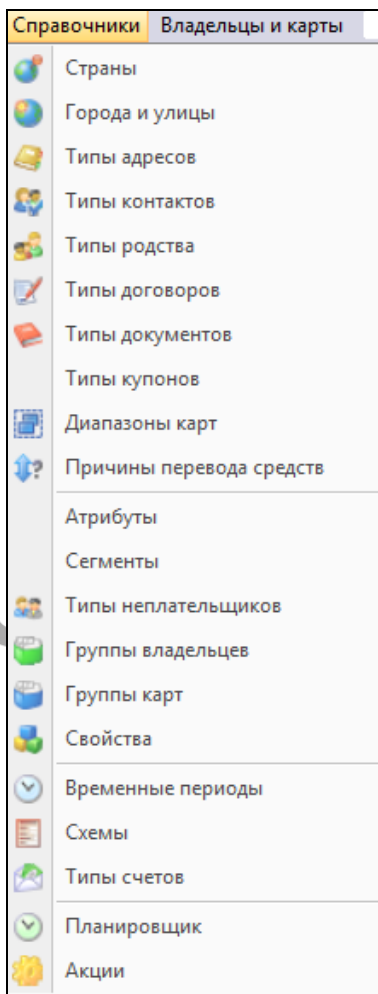 Справочники Владельцы и карты
Страны
Города и улицы
Типы адресов
Типы контактов
Типы родства
Типы договоров
Типы документов
Типы купонов
Диапазоны карт
Причины перевода средств
Атрибуты
Сегменты
Типы неплательщиков
Группы владельцев
Группы карт
Свойства
Временные периоды
Схемы
Типы счетов
Планировщик
Акции